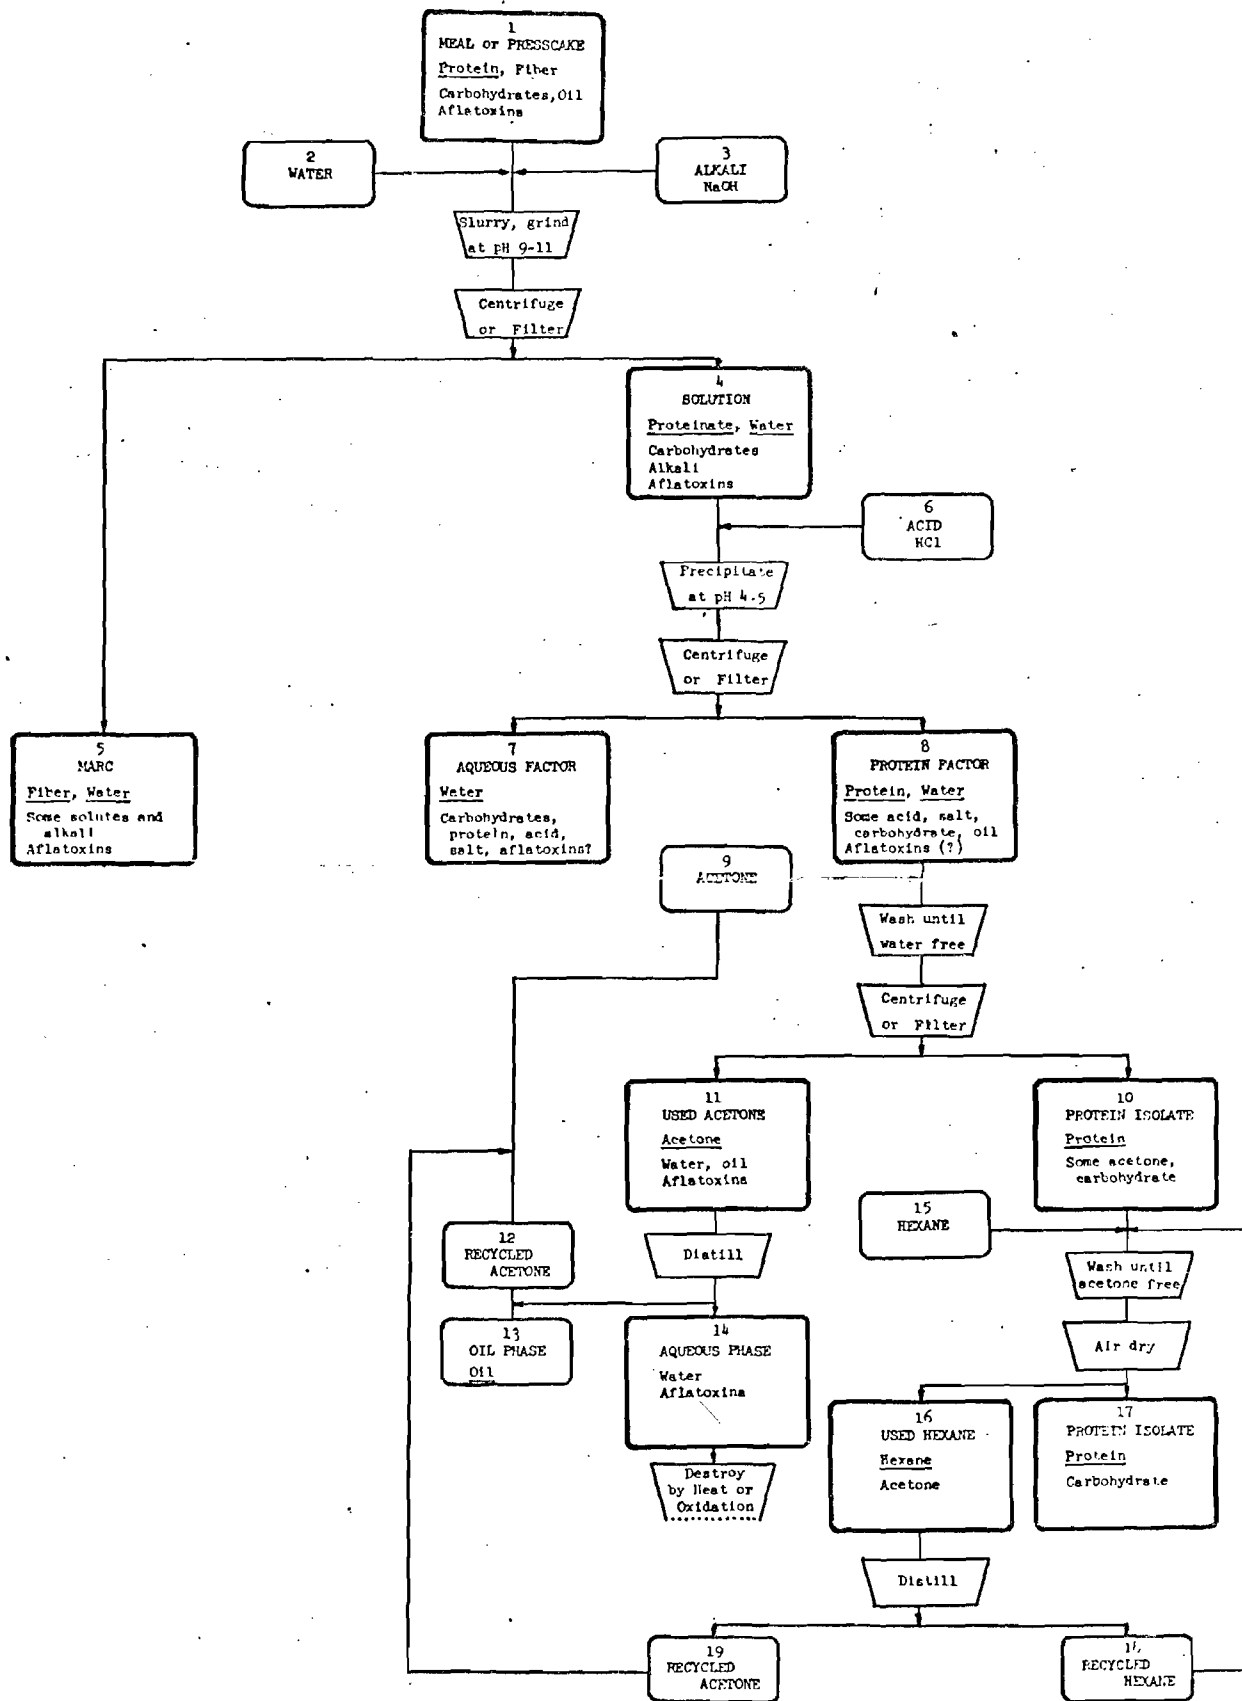 1
MEAL or PRESSCAKE
Protein, Fiber
Carbohydrates, Oil
Aflatoxins
2
WATER
3
ALKALI
NaOH
Slurry, grind
at pH 9-11
Centrifuge
or Filter
4
SOLUTION
Proteinate, Water
Carbohydrates
Alkali
Aflatoxins
6
ACID
HCl
Precipitate
at pH 4.5
Centrifuge
or Filter
5
MARC
Fiber, Water
Some solutes and
alkali
Aflatoxins
7
AQUEOUS FACTOR
Water
Carbohydrates,
protein, acid,
salt, aflatoxins?
8
PROTEIN FACTOR
Protein, Water
Some acid, salt,
carbohydrate, oil
Aflatoxins (?)
9
ACETONE
Wash until
water free
Centrifuge
or Filter
11
USED ACETONE
Acetone
Water, oil
Aflatoxins
10
PROTEIN ISOLATE
Protein
Some acetone,
carbohydrate
15
HEXANE
12
RECYCLED
ACETONE
Distill
Wash until
acetone free
13
OIL PHASE
Oil
14
AQUEOUS PHASE
Water
Aflatoxins
Air dry
16
USED HEXANE
Hexane
Acetone
17
PROTEIN ISOLATE
Protein
Carbohydrate
Destroy
by Heat or
Oxidation
Distill
19
RECYCLED
ACETONE
RECYCLED
HEXANE